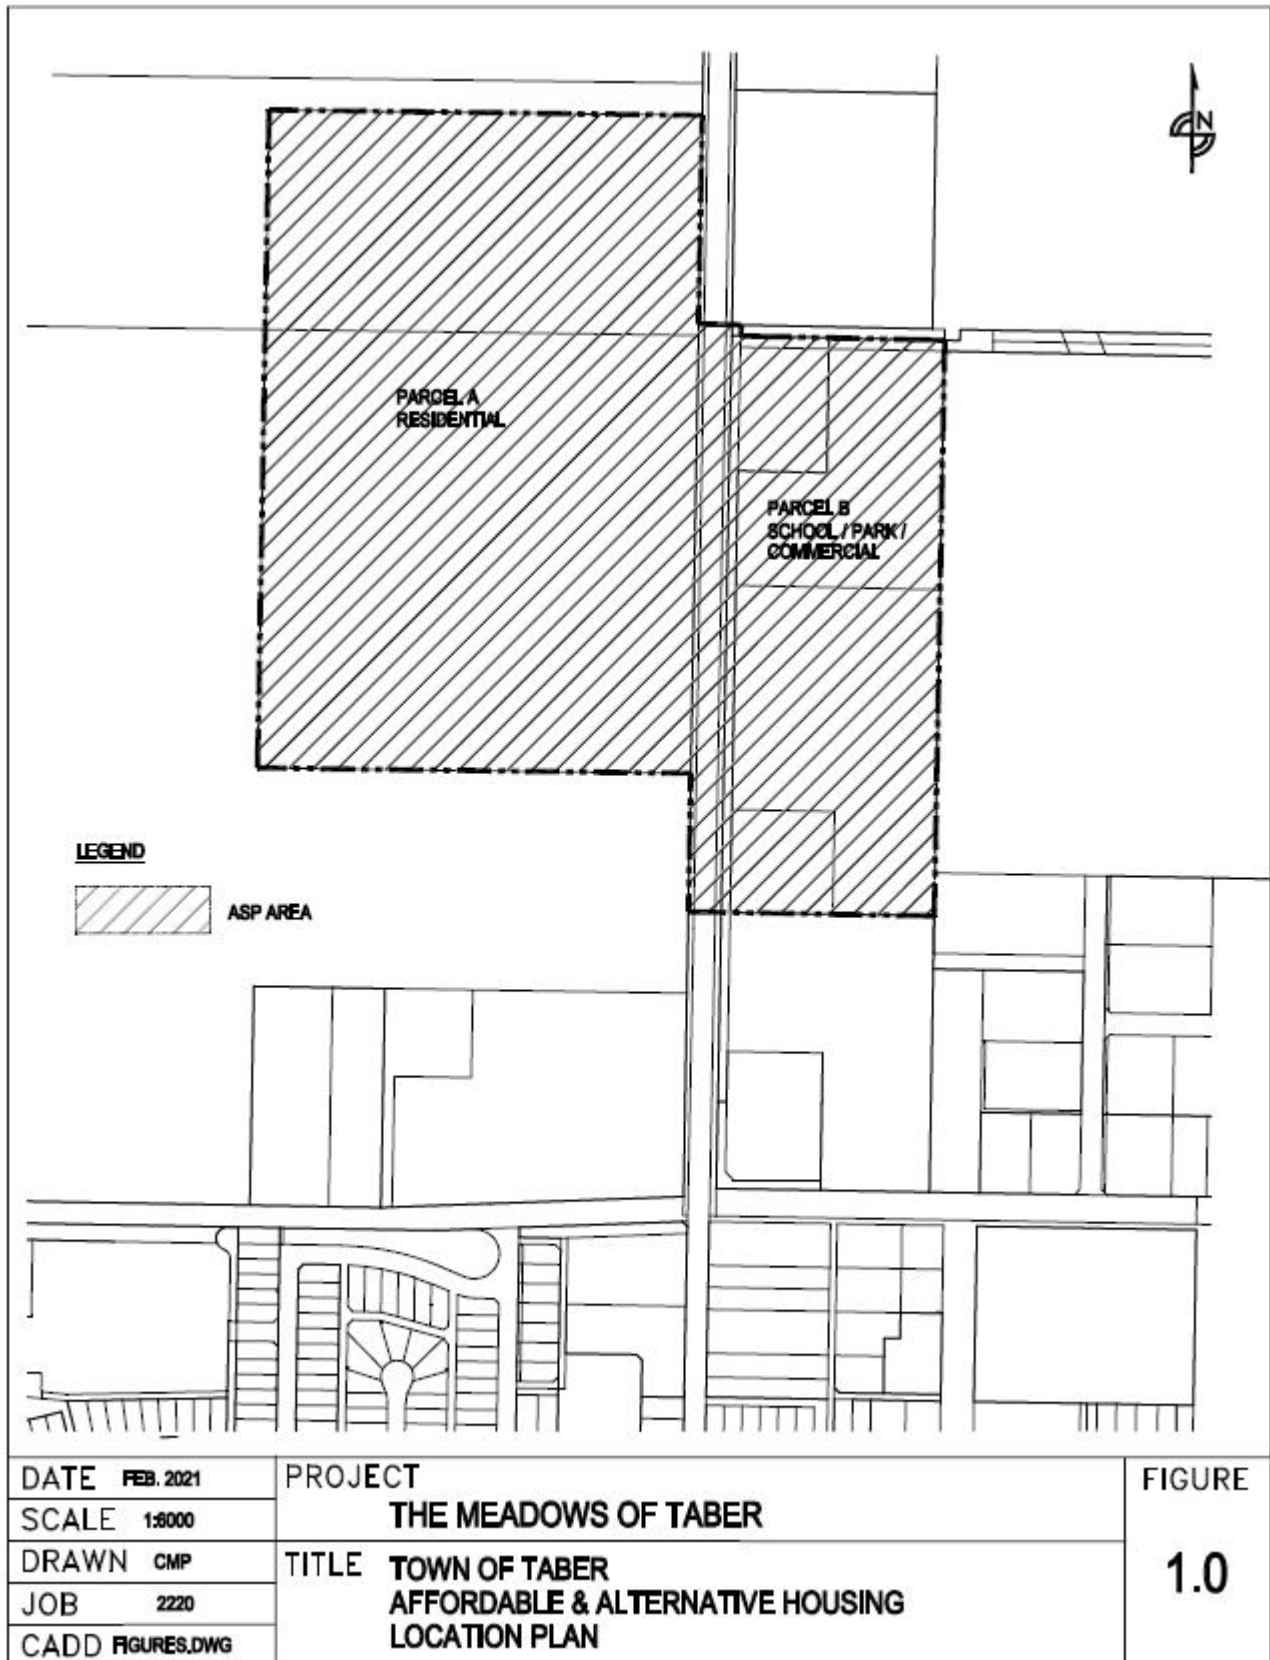 N
PARCEL A
RESIDENTIAL
PARCEL B
SCHOOL / PARK /
COMMERCIAL
LEGEND
ASP AREA
DATE FEB. 2021
SCALE 1:6000
DRAWN CMP
JOB 2220
CADD FIGURES.DWG
PROJECT
THE MEADOWS OF TABER
TITLE TOWN OF TABER
AFFORDABLE & ALTERNATIVE HOUSING
LOCATION PLAN
FIGURE
1.0